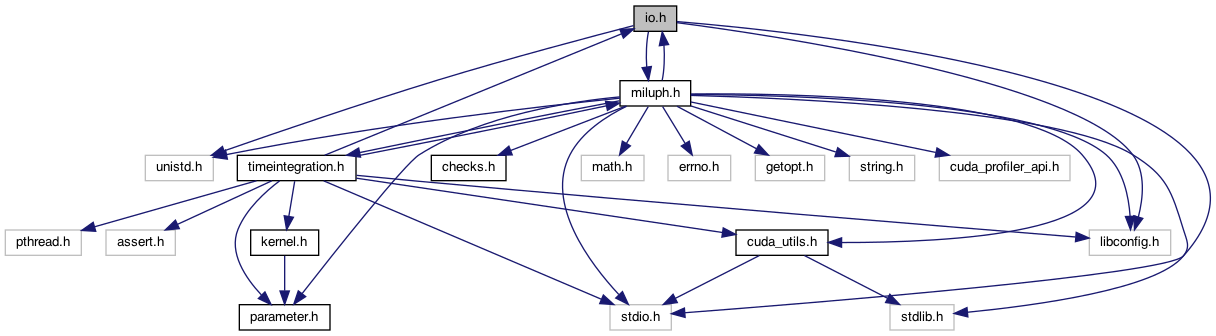 io.h
miluph.h
unistd.h
timeintegration.h
checks.h
math.h
errno.h
getopt.h
string.h
cuda_profiler_api.h
pthread.h
assert.h
kernel.h
cuda_utils.h
libconfig.h
parameter.h
stdio.h
stdlib.h